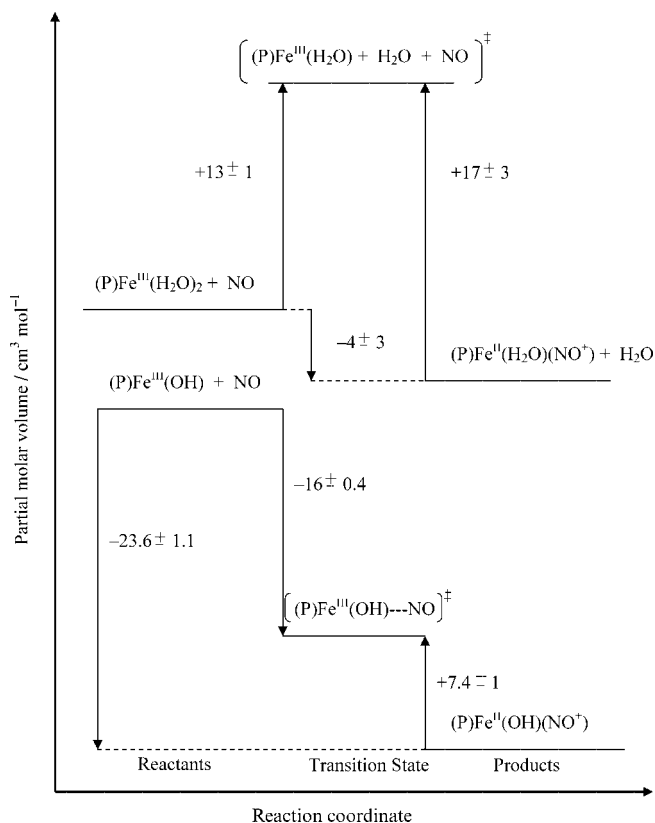 ((P)Fe^III(H₂O) + H₂O + NO)^‡
+13 ± 1
+17 ± 3
(P)Fe^III(H₂O)₂ + NO
–4 ± 3
(P)Fe^II(H₂O)(NO⁺) + H₂O
(P)Fe^III(OH) + NO
–16 ± 0.4
–23.6 ± 1.1
[(P)Fe^III(OH)---NO]^‡
+7.4 ± 1
(P)Fe^II(OH)(NO⁺)
Reactants Transition State Products
Reaction coordinate
Partial molar volume / cm³ mol⁻¹